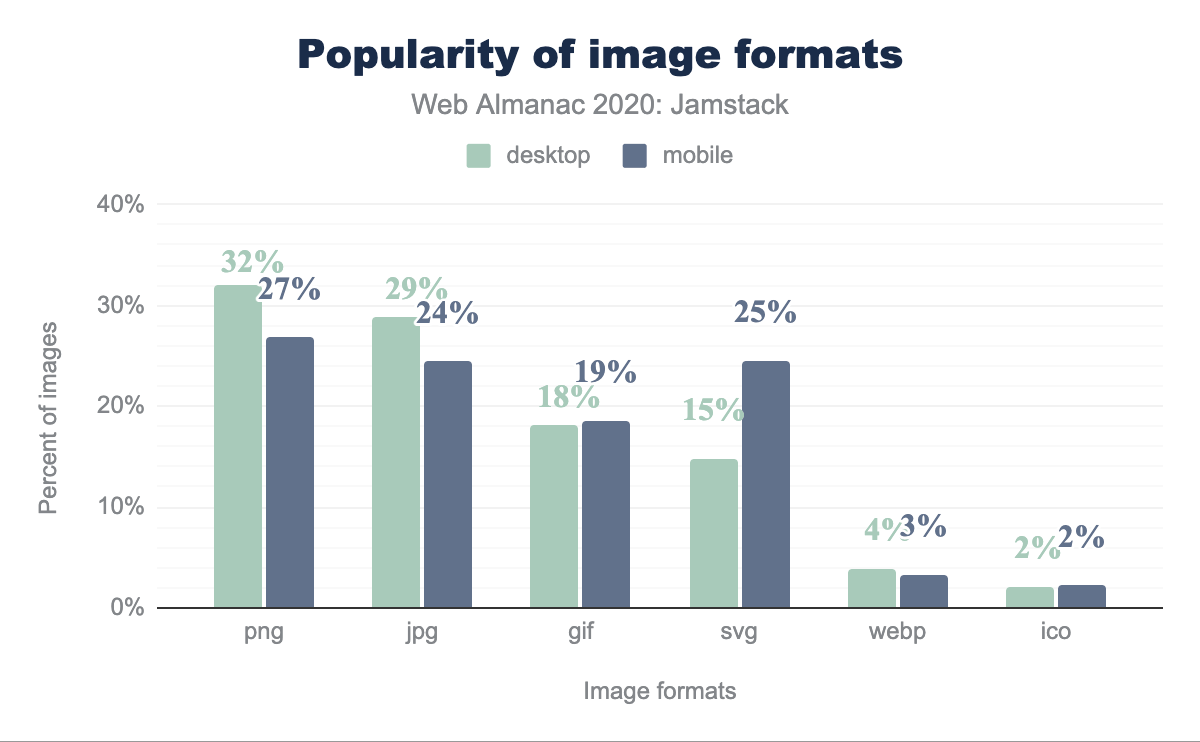 Popularity of image formats
Web Almanac 2020: Jamstack
desktop mobile
Percent of images
40%
30%
20%
10%
0%
32% 27%
29% 24%
18% 19%
15% 25%
4% 3%
2% 2%
png jpg gif svg webp ico
Image formats